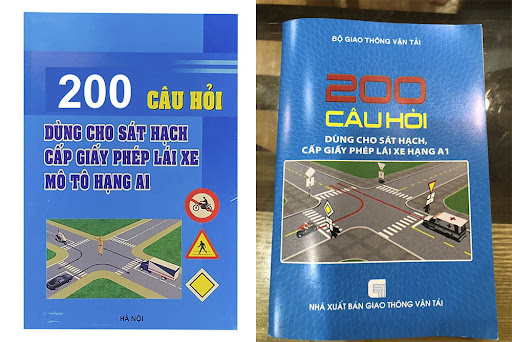 200 CÂU HỎI
DÙNG CHO SÁT HẠCH
CẤP GIẤY PHÉP LÁI XE
MÔ TÔ HẠNG A1
HÀ NỘI
BỘ GIAO THÔNG VẬN TẢI
200
CÂU HỎI
DÙNG CHO SÁT HẠCH,
CẤP GIẤY PHÉP LÁI XE HẠNG A1
NHÀ XUẤT BẢN GIAO THÔNG VẬN TẢI